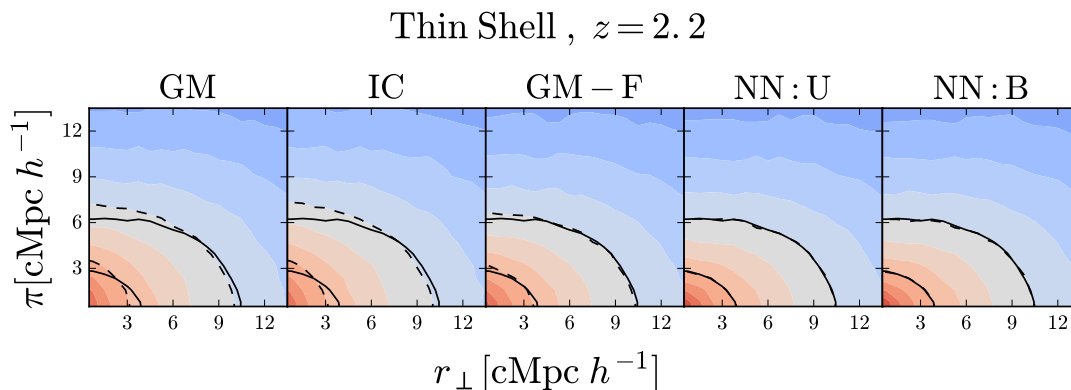 Thin Shell , z = 2.2
GM IC GM − F NN : U NN : B
12
9
6
3
π [cMpc h⁻¹]
3 6 9 12 3 6 9 12 3 6 9 12 3 6 9 12 3 6 9 12
r⊥ [cMpc h⁻¹]